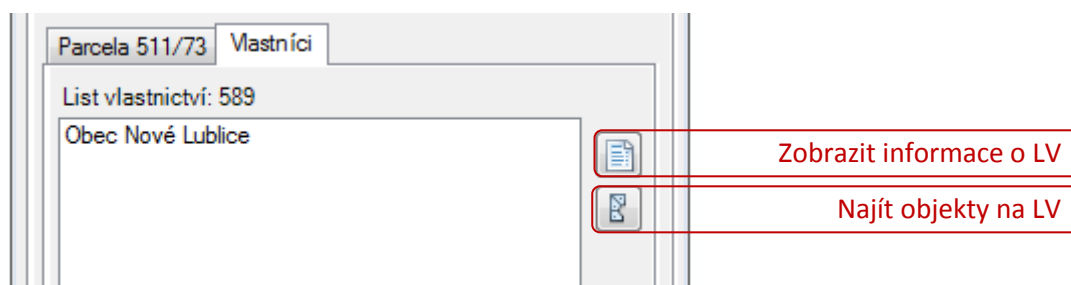 Parcela 511/73 Vlastníci
List vlastnictví: 589
Obec Nové Lublice
Zobrazit informace o LV
Najít objekty na LV